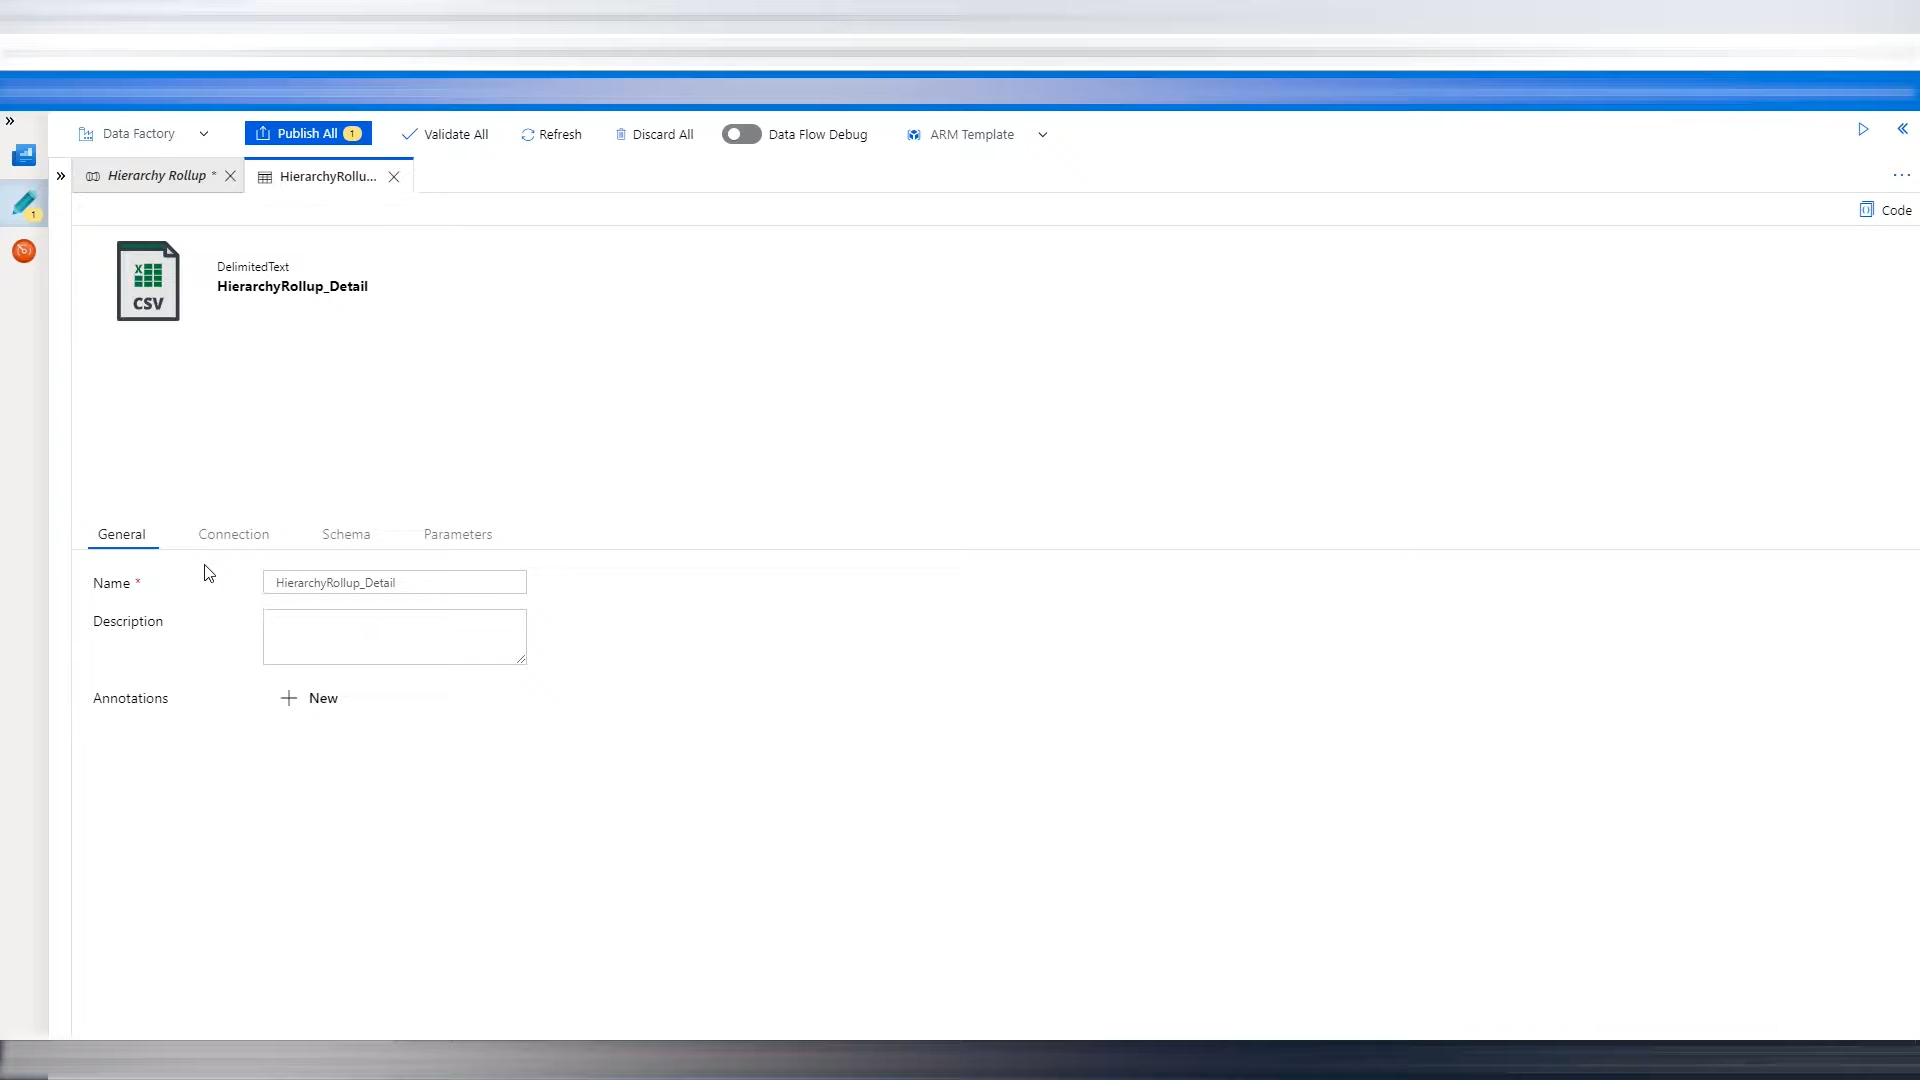 Data Factory
Publish All 1
Validate All
Refresh
Discard All
Data Flow Debug
ARM Template
Hierarchy Rollup *
HierarchyRollu...
1
Code
X
CSV
DelimitedText
HierarchyRollup_Detail
General
Connection
Schema
Parameters
Name *
HierarchyRollup_Detail
Description
Annotations
New